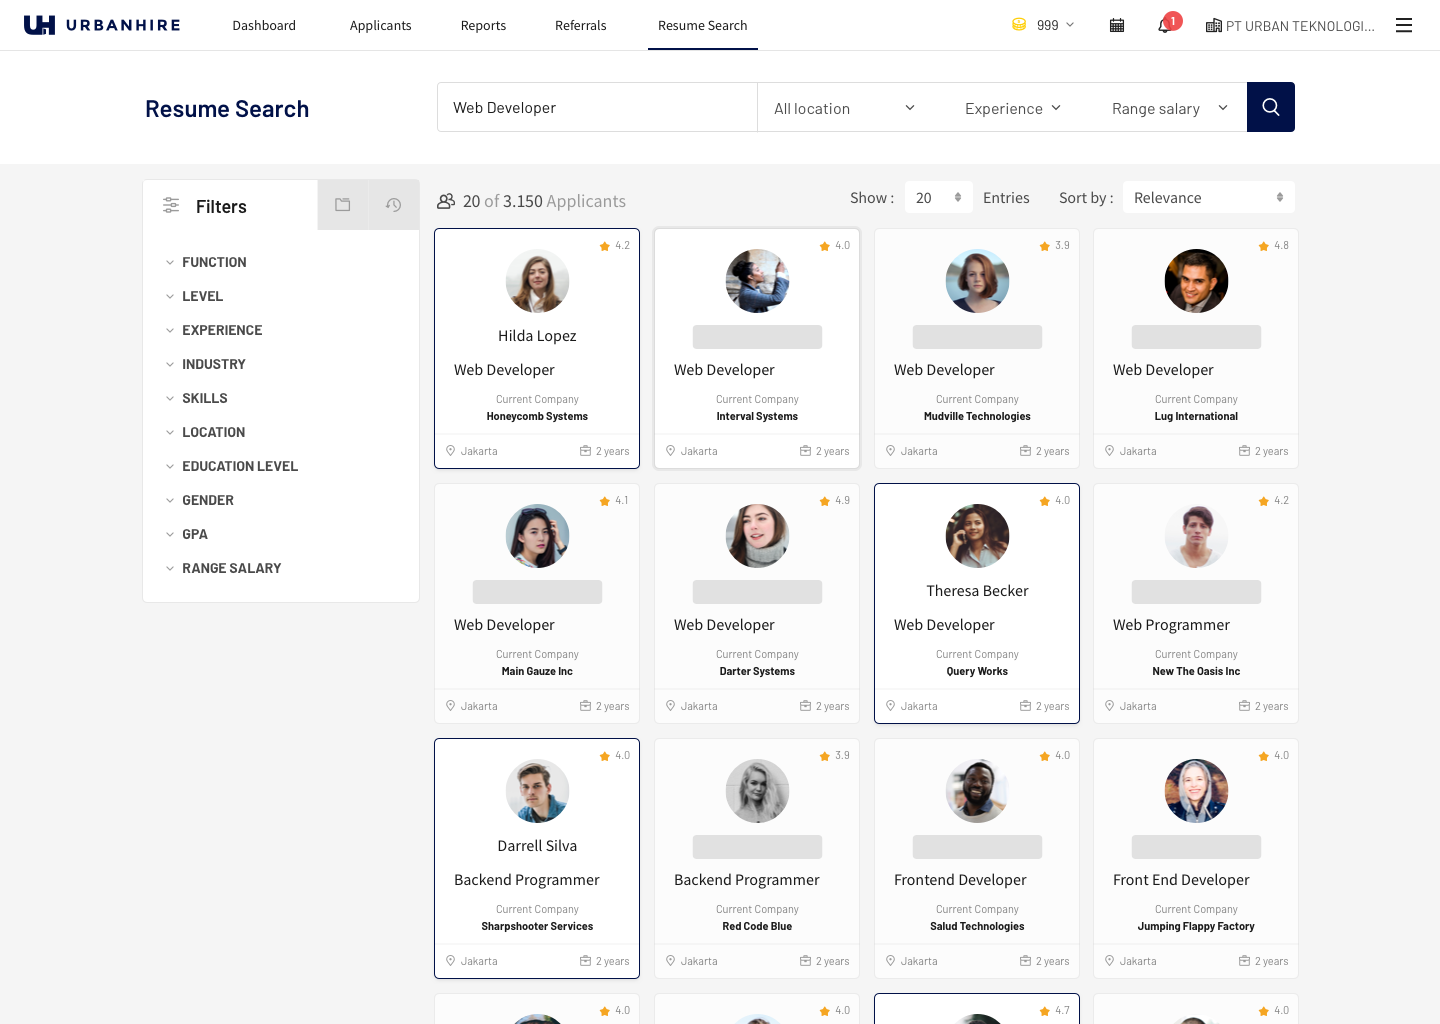 URBANHIRE
Dashboard
Applicants
Reports
Referrals
Resume Search
999
1
PT URBAN TEKNOLOGI...
Resume Search
Web Developer
All location
Experience
Range salary
Filters
FUNCTION
LEVEL
EXPERIENCE
INDUSTRY
SKILLS
LOCATION
EDUCATION LEVEL
GENDER
GPA
RANGE SALARY
20 of 3.150 Applicants
Show :
20
Entries
Sort by :
Relevance
4.2
Hilda Lopez
Web Developer
Current Company
Honeycomb Systems
Jakarta
2 years
4.0
Web Developer
Current Company
Interval Systems
Jakarta
2 years
3.9
Web Developer
Current Company
Mudville Technologies
Jakarta
2 years
4.8
Web Developer
Current Company
Lug International
Jakarta
2 years
4.1
Web Developer
Current Company
Main Gauze Inc
Jakarta
2 years
4.9
Web Developer
Current Company
Darter Systems
Jakarta
2 years
4.0
Theresa Becker
Web Developer
Current Company
Query Works
Jakarta
2 years
4.2
Web Programmer
Current Company
New The Oasis Inc
Jakarta
2 years
4.0
Darrell Silva
Backend Programmer
Current Company
Sharpshooter Services
Jakarta
2 years
3.9
Backend Programmer
Current Company
Red Code Blue
Jakarta
2 years
4.0
Frontend Developer
Current Company
Salud Technologies
Jakarta
2 years
4.0
Front End Developer
Current Company
Jumping Flappy Factory
Jakarta
2 years
4.0
4.0
4.7
4.0